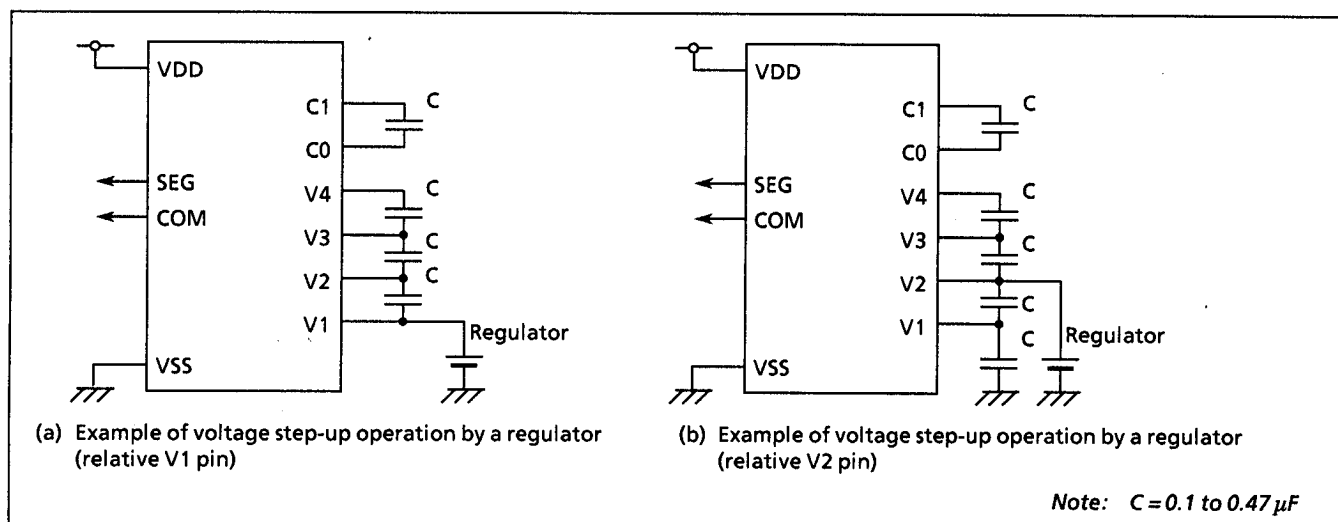 VDD
C1
C
C0
SEG
V4
C
COM
V3
C
V2
C
V1
Regulator
VSS
(a) Example of voltage step-up operation by a regulator
(relative V1 pin)
VDD
C1
C
C0
SEG
V4
C
COM
V3
C
V2
C
V1
C
Regulator
VSS
(b) Example of voltage step-up operation by a regulator
(relative V2 pin)
Note: C = 0.1 to 0.47 μF